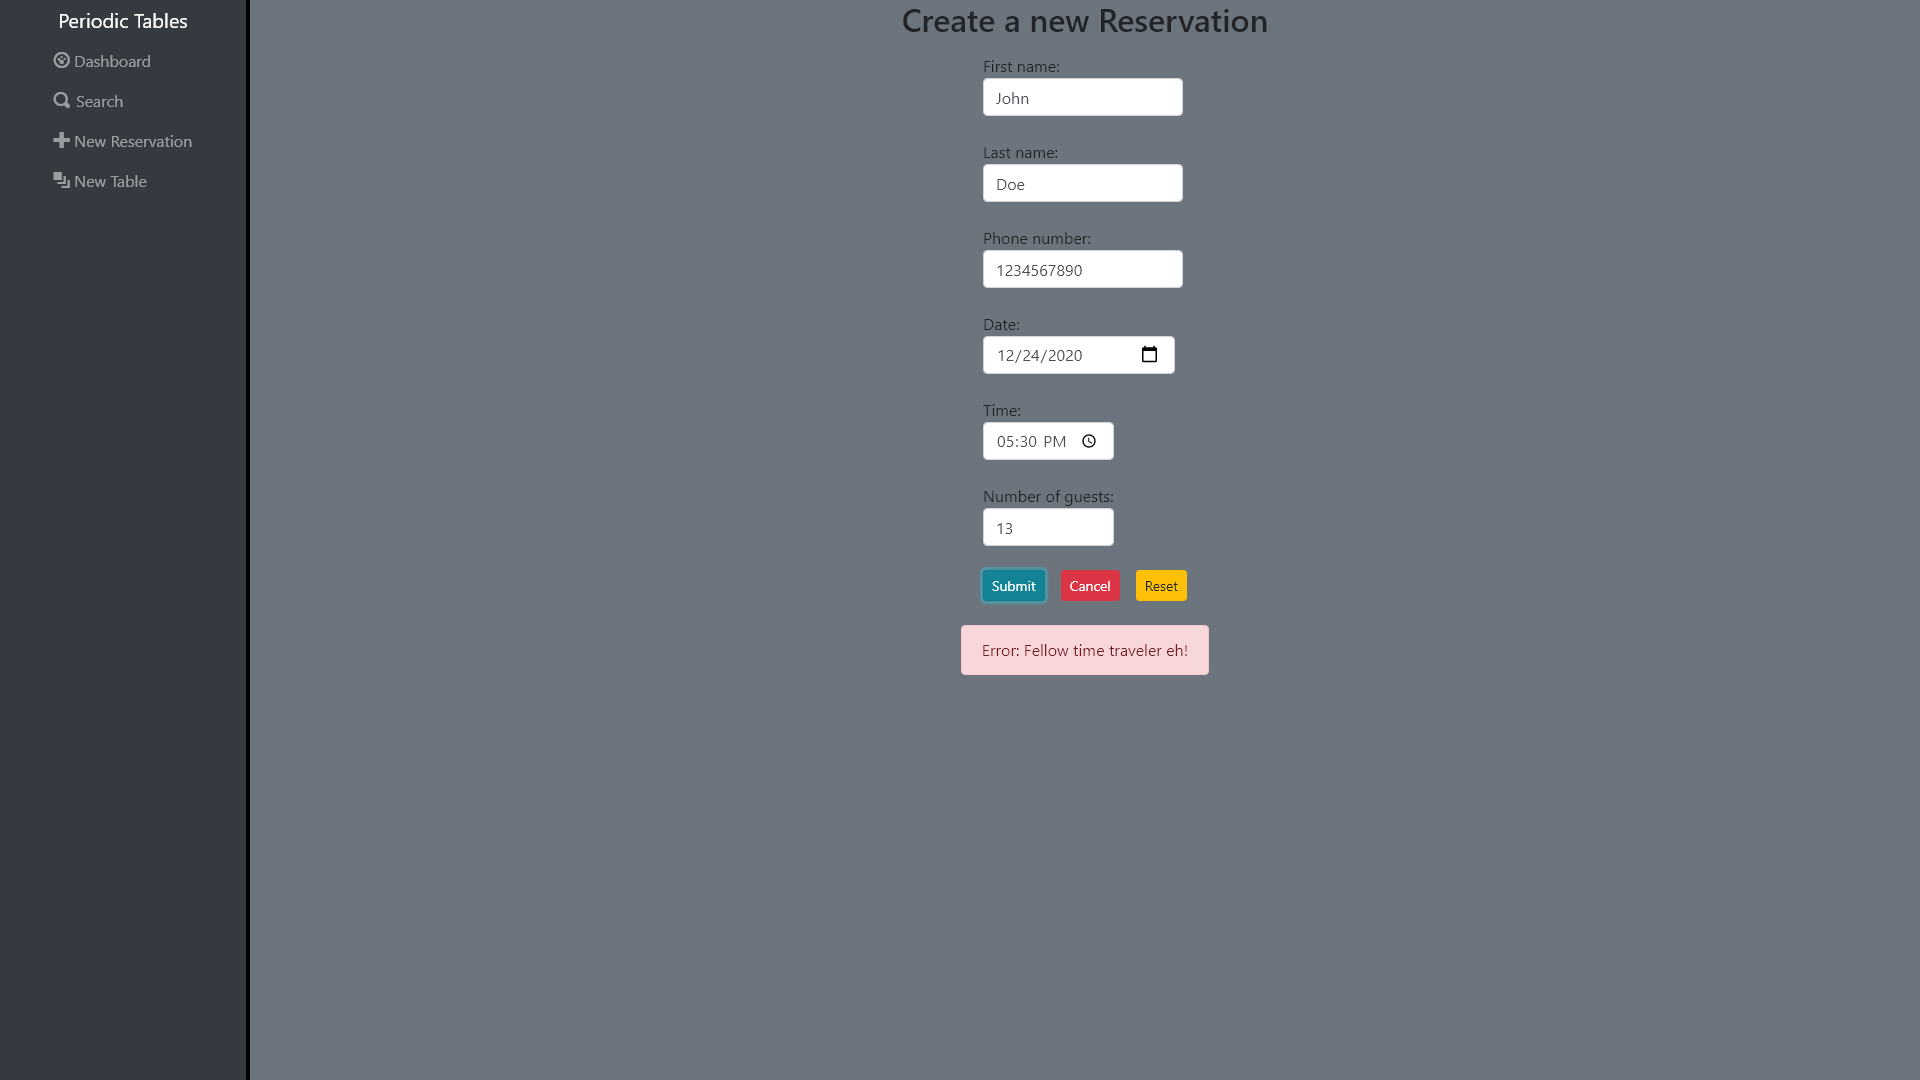 Periodic Tables
Dashboard
Search
New Reservation
New Table
Create a new Reservation
First name:
John
Last name:
Doe
Phone number:
1234567890
Date:
12/24/2020
Time:
05:30 PM
Number of guests:
13
Submit Cancel Reset
Error: Fellow time traveler eh!